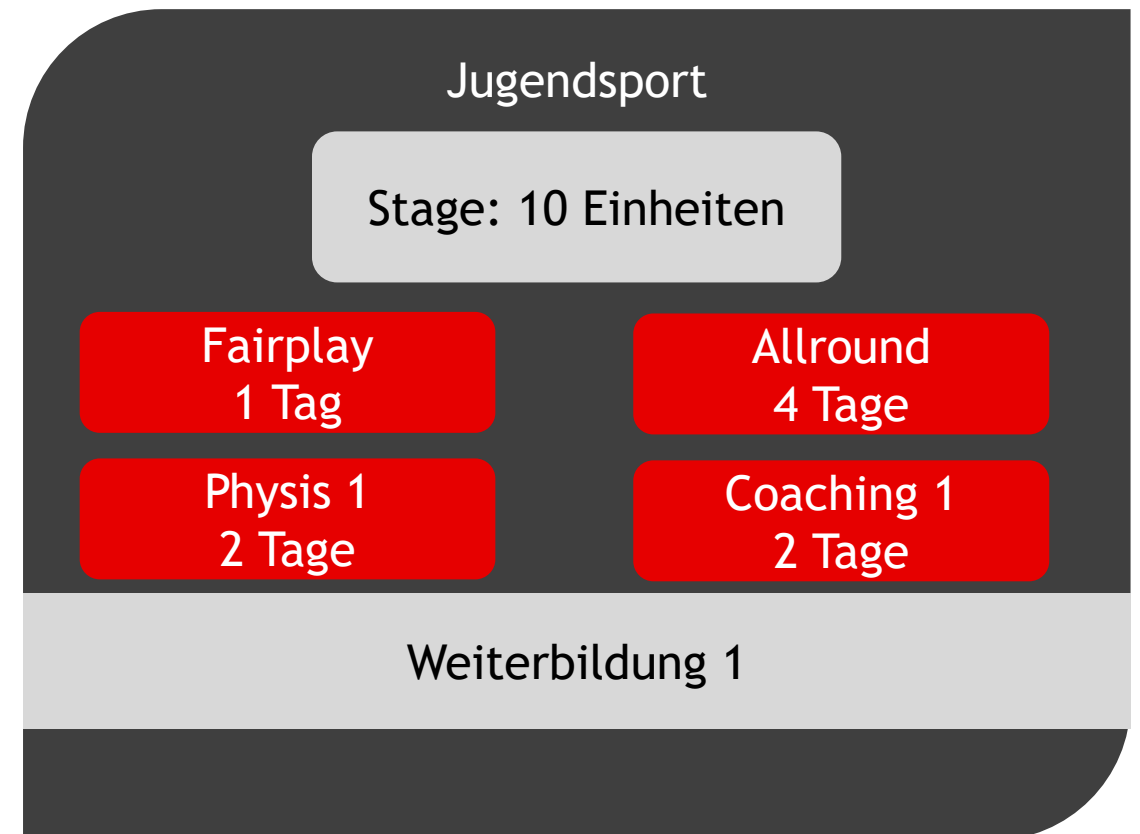 Jugendsport
Stage: 10 Einheiten
Fairplay
1 Tag
Allround
4 Tage
Physis 1
2 Tage
Coaching 1
2 Tage
Weiterbildung 1